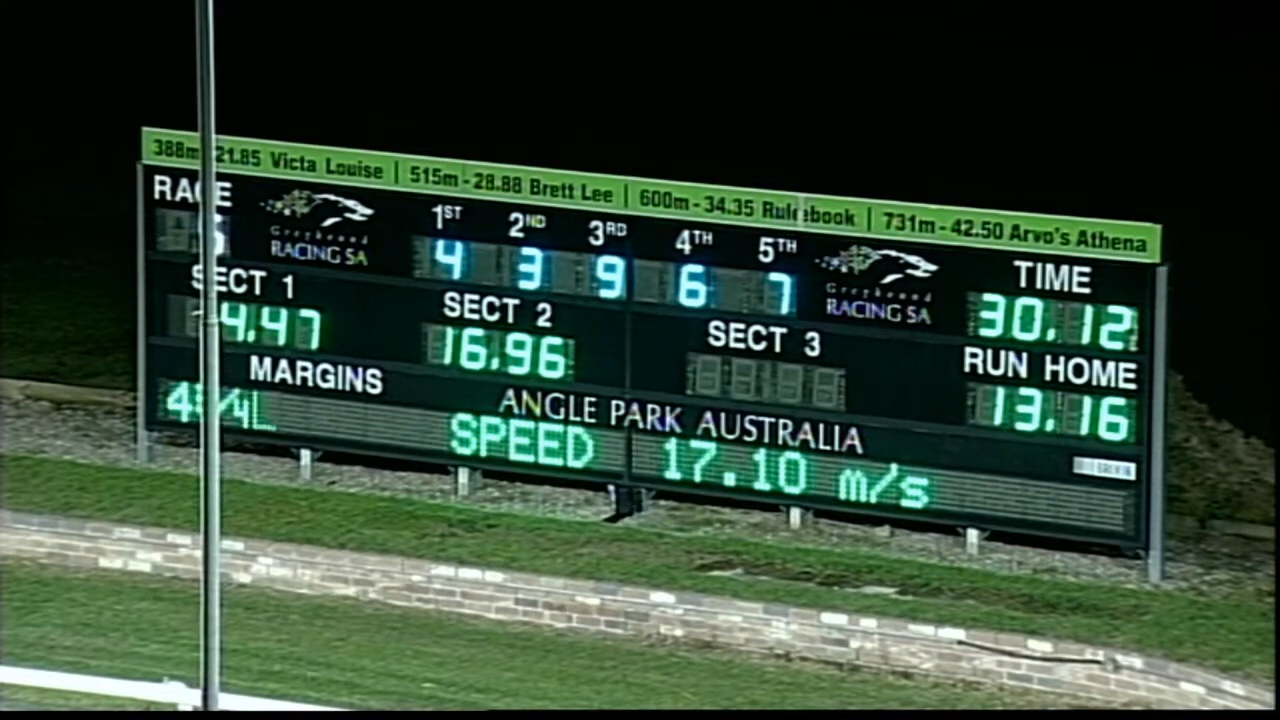 388m 21.85 Victa Louise | 515m - 28.88 Brett Lee | 600m - 34.35 Rulebook | 731m - 42.50 Arvo's Athena
RACE
Greyhound
RACING SA
1ST 2ND 3RD 4TH 5TH
4 3 9 6 7
Greyhound
RACING SA
TIME
30.12
SECT 1
4.47
SECT 2
16.96
SECT 3
RUN HOME
13.16
MARGINS
ANGLE PARK AUSTRALIA
SPEED 17.10 m/s